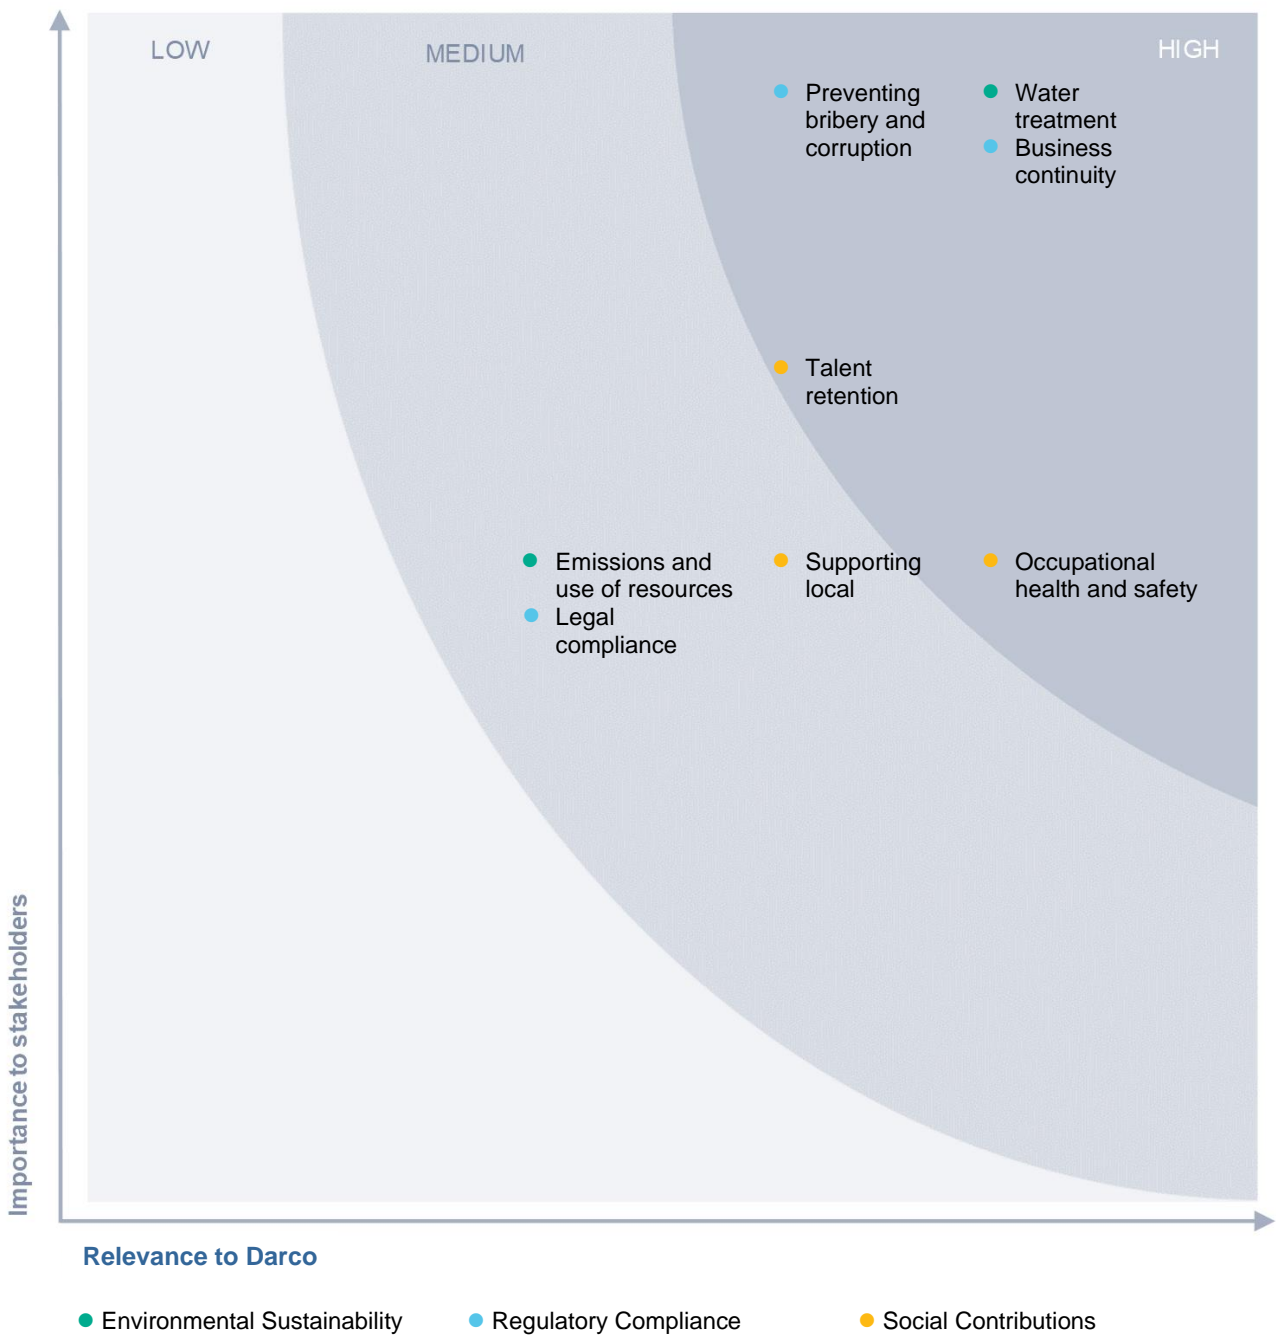 LOW
MEDIUM
HIGH
Preventing
bribery and
corruption
Water
treatment
Business
continuity
Talent
retention
Emissions and
use of resources
Legal
compliance
Supporting
local
Occupational
health and safety
Importance to stakeholders
Relevance to Darco
Environmental Sustainability
Regulatory Compliance
Social Contributions